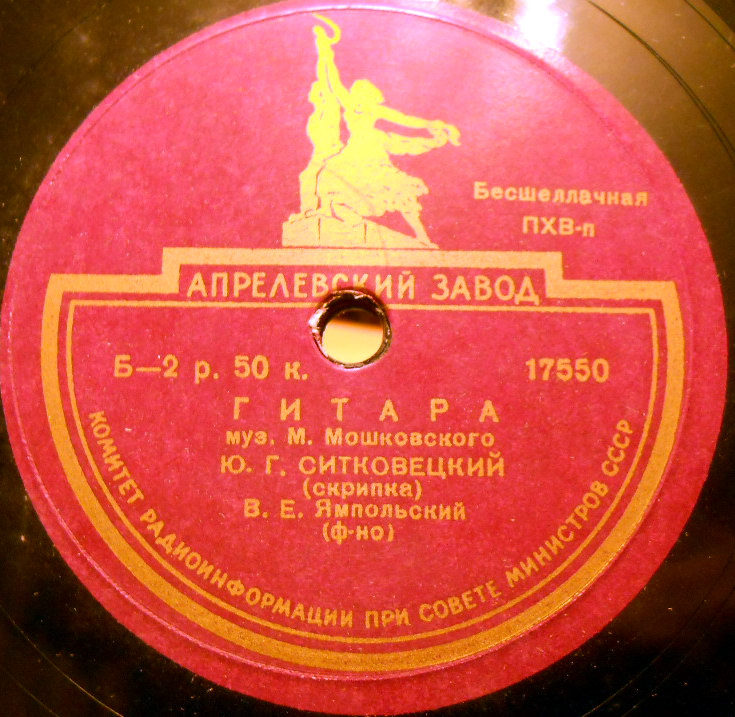 Бесшеллачная
ПХВ-п
АПРЕЛЕВСКИЙ ЗАВОД
Б—2 р. 50 к. 17550
ГИТАРА
муз. М. Мошковского
Ю. Г. СИТКОВЕЦКИЙ
(скрипка)
В. Е. Ямпольский
(ф-но)
КОМИТЕТ РАДИОИНФОРМАЦИИ ПРИ СОВЕТЕ МИНИСТРОВ СССР